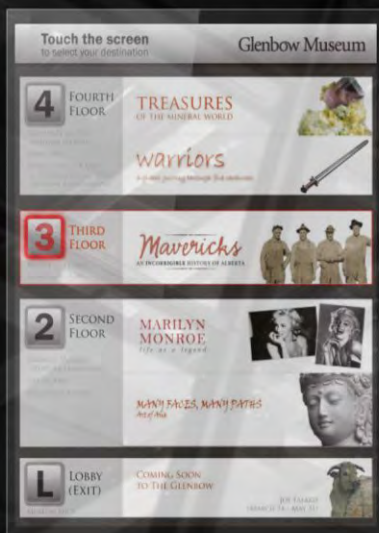 Touch the screen
to select your destination
Glenbow Museum
4
FOURTH
FLOOR
TREASURES
OF THE MINERAL WORLD
warriors
3
THIRD
FLOOR
Mavericks
AN INCORRIGIBLE HISTORY OF ALBERTA
2
SECOND
FLOOR
MARILYN
MONROE
life as a legend
MANY FACES, MANY PATHS
Art of Asia
L
LOBBY
(EXIT)
COMING SOON
TO THE GLENBOW
JOE FAFARD